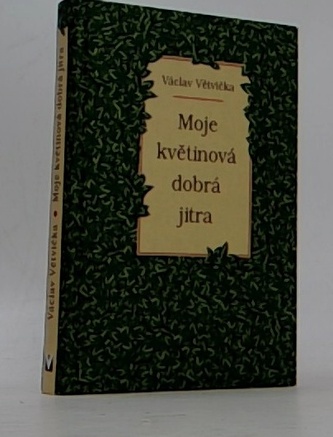 Václav Větvička
Moje
květinová
dobrá
jitra
Václav Větvička • Moje květinová dobrá jitra
V